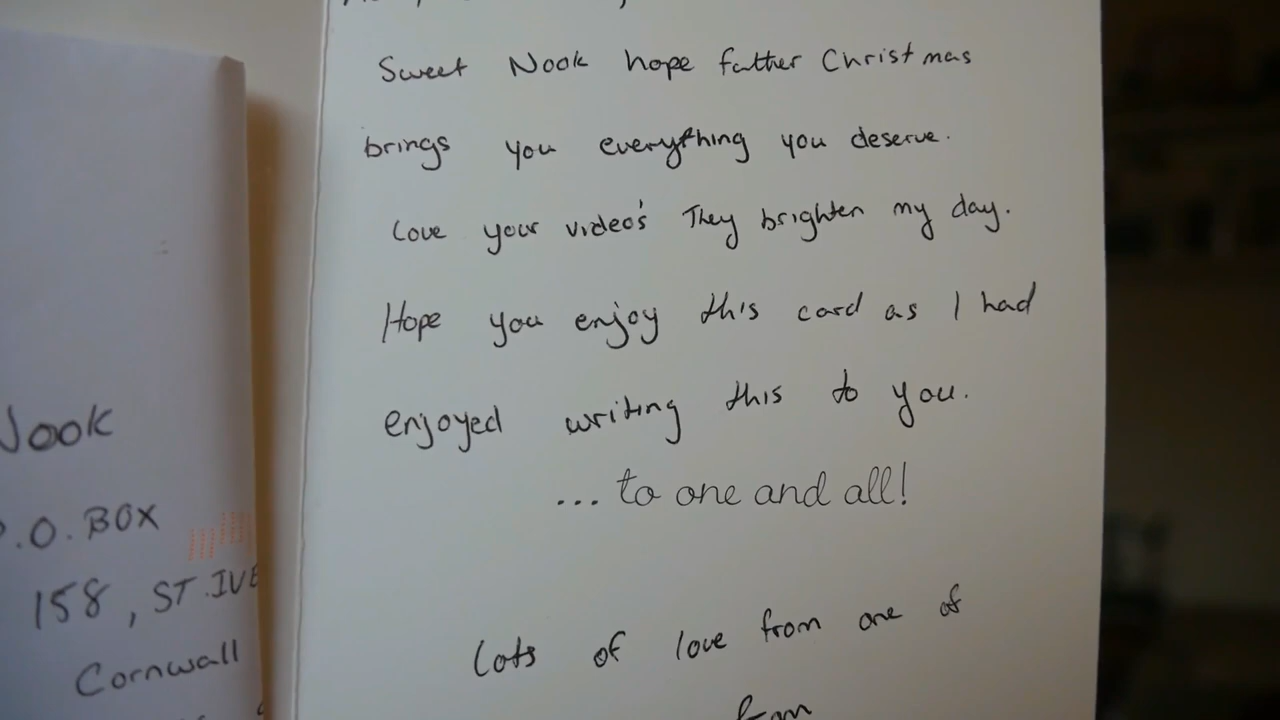 Sweet Nook hope father Christmas
brings you everything you deserve.
Love your video's They brighten my day.
Hope you enjoy this card as I had
enjoyed writing this to you.
... to one and all!
Lots of love from one of
Nook
P.O. BOX
158, ST.IVE
Cornwall